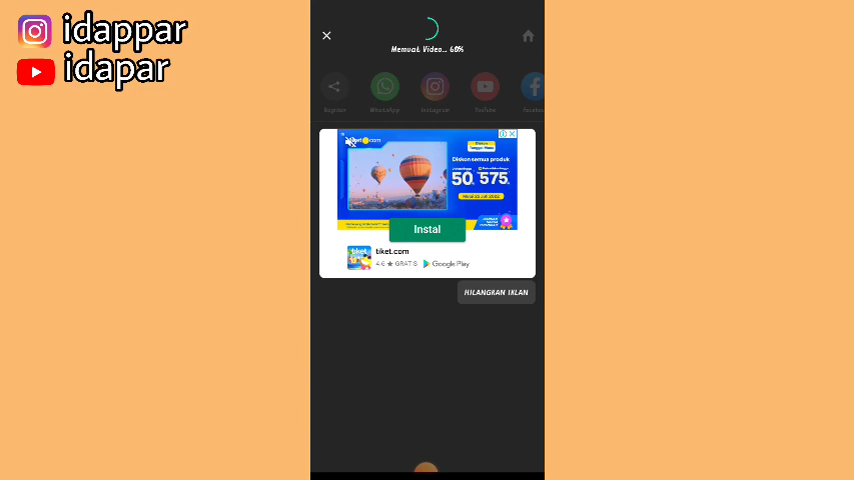 idappar
idapar
Memuat Video... 60%
Bagikan
WhatsApp
Instagram
YouTube
tiket.com
Diskon semua produk
50 575
Instal
tiket.com
4.6 ★ GRATIS
Google Play
HILANGKAN IKLAN